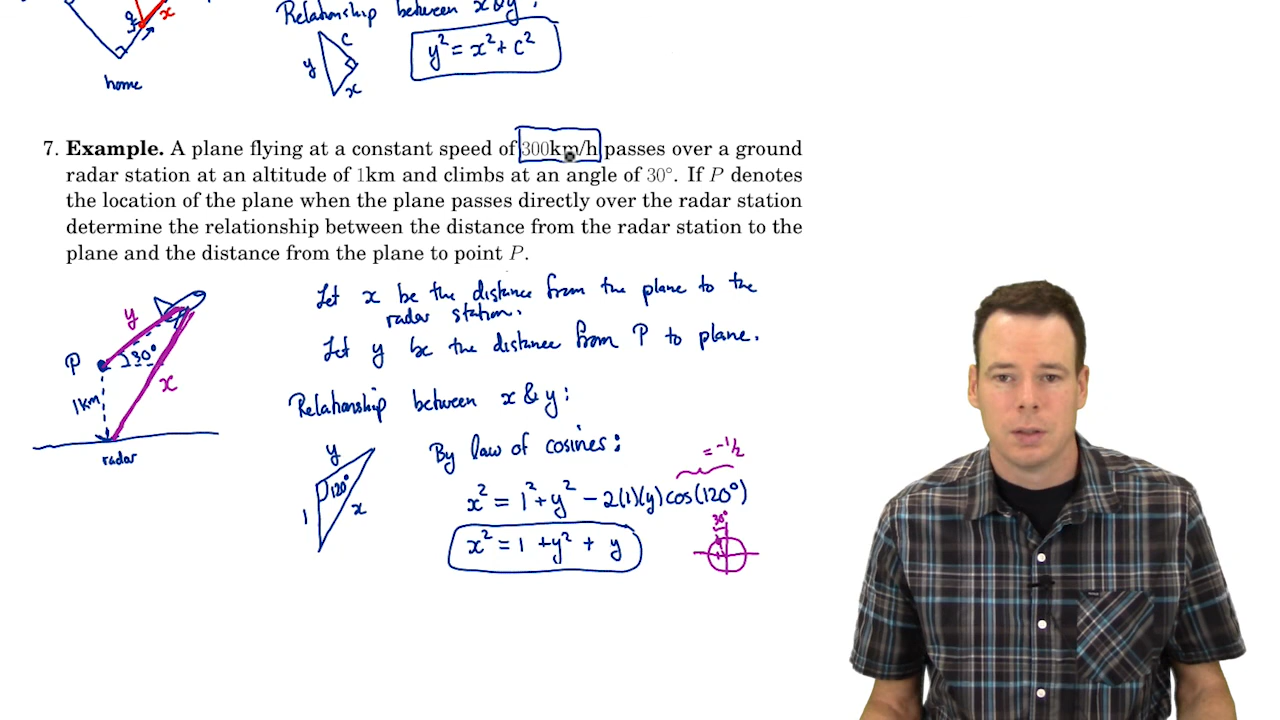 x
Relationship between x & y:
c
y
x
y² = x² + c²
home
7. Example. A plane flying at a constant speed of 300km/h passes over a ground
radar station at an altitude of 1km and climbs at an angle of 30°. If P denotes
the location of the plane when the plane passes directly over the radar station
determine the relationship between the distance from the radar station to the
plane and the distance from the plane to point P.
Let x be the distance from the plane to the
radar station.
Let y be the distance from P to plane.
y
P
30°
x
1km
radar
Relationship between x & y:
By law of cosines:
y
120°
1
x
= -1/2
x² = 1² + y² - 2(1)(y) cos(120°)
30°
x² = 1 + y² + y